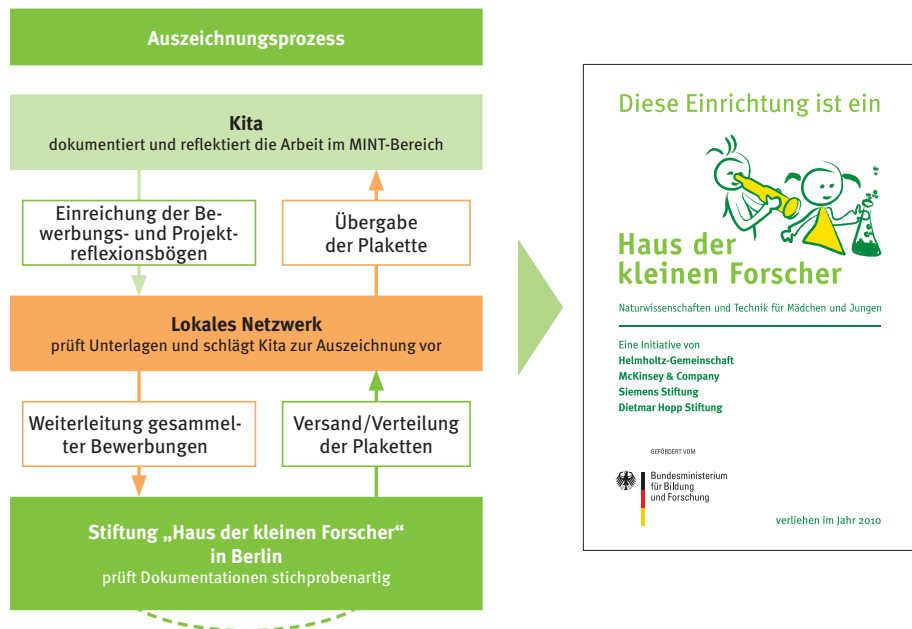 Auszeichnungsprozess
Kita
dokumentiert und reflektiert die Arbeit im MINT-Bereich
Einreichung der Be-
werbungs- und Projekt-
reflexionsbögen
Übergabe
der Plakette
Lokales Netzwerk
prüft Unterlagen und schlägt Kita zur Auszeichnung vor
Weiterleitung gesammel-
ter Bewerbungen
Versand/Verteilung
der Plaketten
Stiftung „Haus der kleinen Forscher“
in Berlin
prüft Dokumentationen stichprobenartig
Diese Einrichtung ist ein
Haus der
kleinen Forscher
Naturwissenschaften und Technik für Mädchen und Jungen
Eine Initiative von
Helmholtz-Gemeinschaft
McKinsey & Company
Siemens Stiftung
Dietmar Hopp Stiftung
GEFÖRDERT VOM
Bundesministerium
für Bildung
und Forschung
verliehen im Jahr 2010